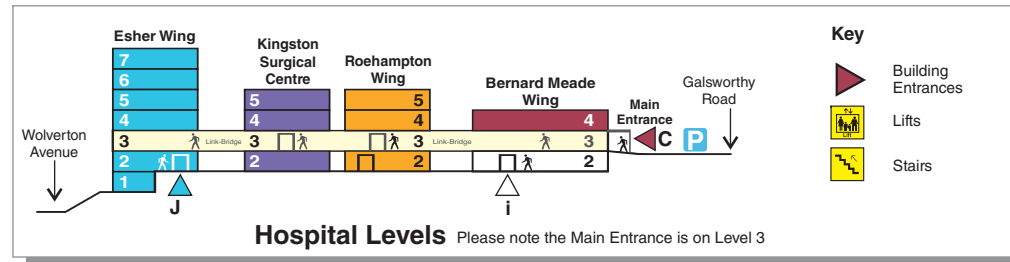 Esher Wing
7
6
5
4
3
2
1
Wolverton
Avenue
J
Link-Bridge
Kingston
Surgical
Centre
5
4
3
2
Roehampton
Wing
5
4
3
2
Link-Bridge
Bernard Meade
Wing
4
3
2
i
Main
Entrance
C
P
Galsworthy
Road
Key
Building
Entrances
Lift
Lifts
Stairs
Hospital Levels Please note the Main Entrance is on Level 3